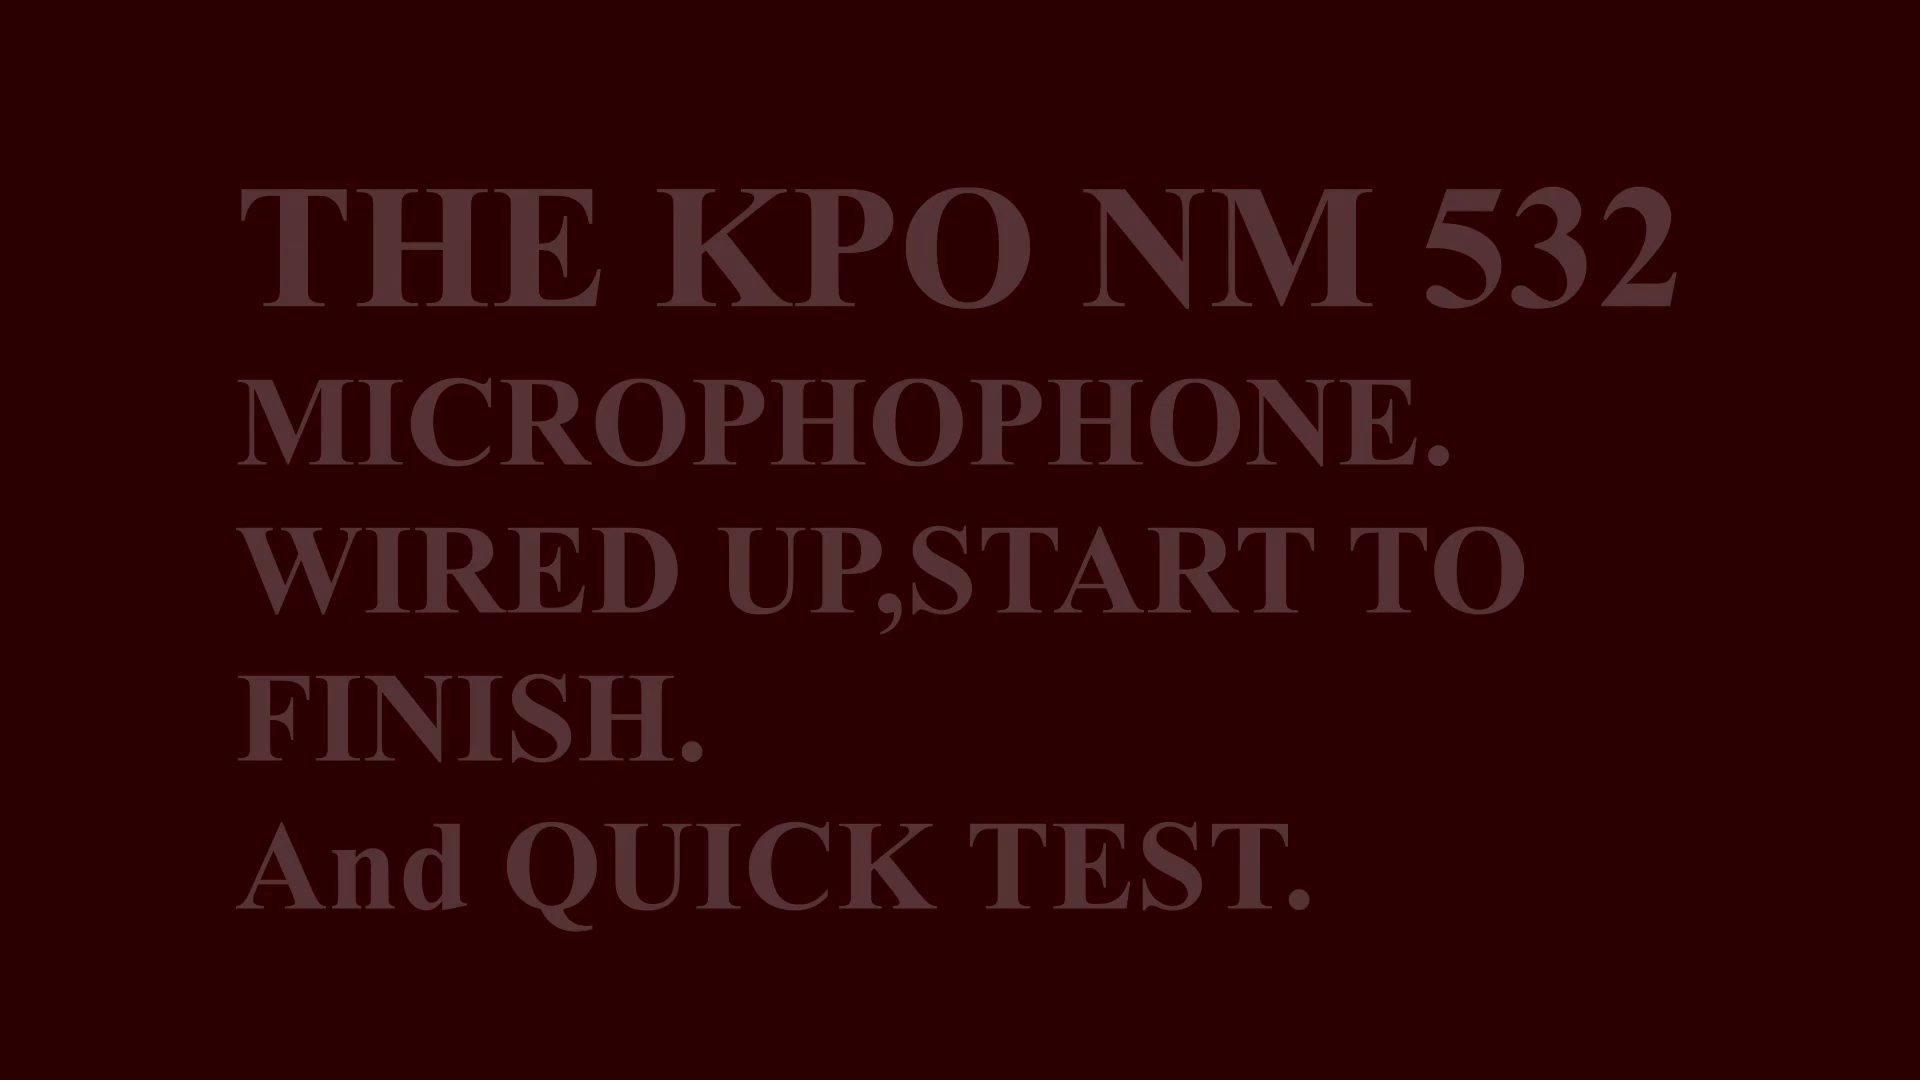 THE KPO NM 532
MICROPHOPHONE.
WIRED UP,START TO
FINISH.
And QUICK TEST.